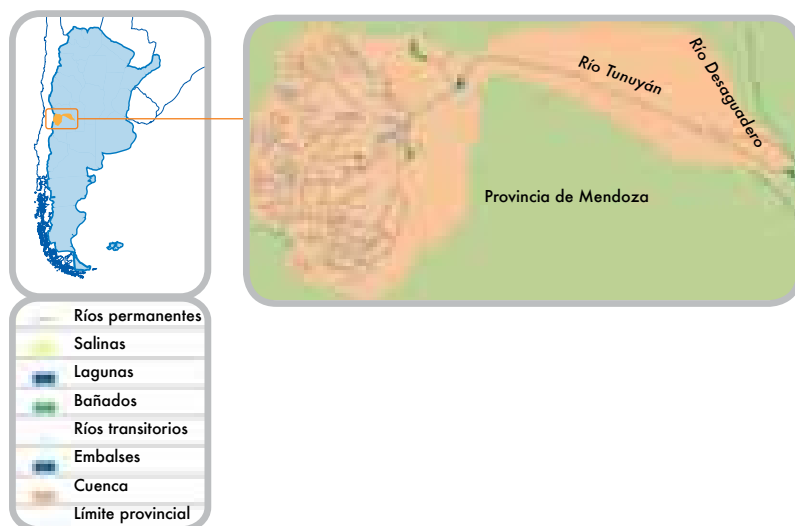 Río Tunuyán
Río Desaguadero
Provincia de Mendoza
Ríos permanentes
Salinas
Lagunas
Bañados
Ríos transitorios
Embalses
Cuenca
Límite provincial